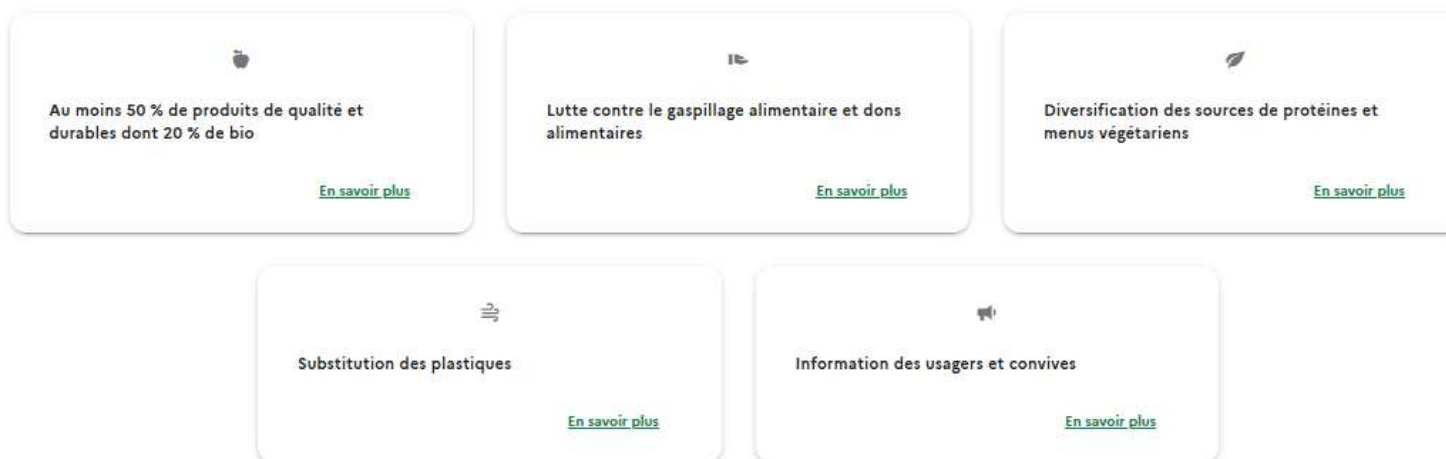 Au moins 50 % de produits de qualité et
durables dont 20 % de bio
En savoir plus
Lutte contre le gaspillage alimentaire et dons
alimentaires
En savoir plus
Diversification des sources de protéines et
menus végétariens
En savoir plus
Substitution des plastiques
En savoir plus
Information des usagers et convives
En savoir plus